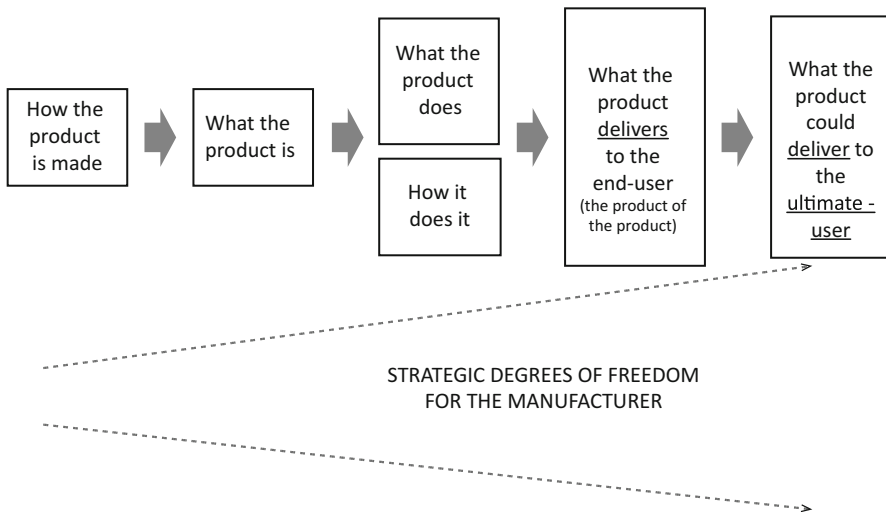 How the
product
is made
What the
product is
What the
product
does
How it
does it
What the
product
delivers
to the
end-user
(the product of
the product)
What the
product
could
deliver to
the
ultimate -
user
STRATEGIC DEGREES OF FREEDOM
FOR THE MANUFACTURER